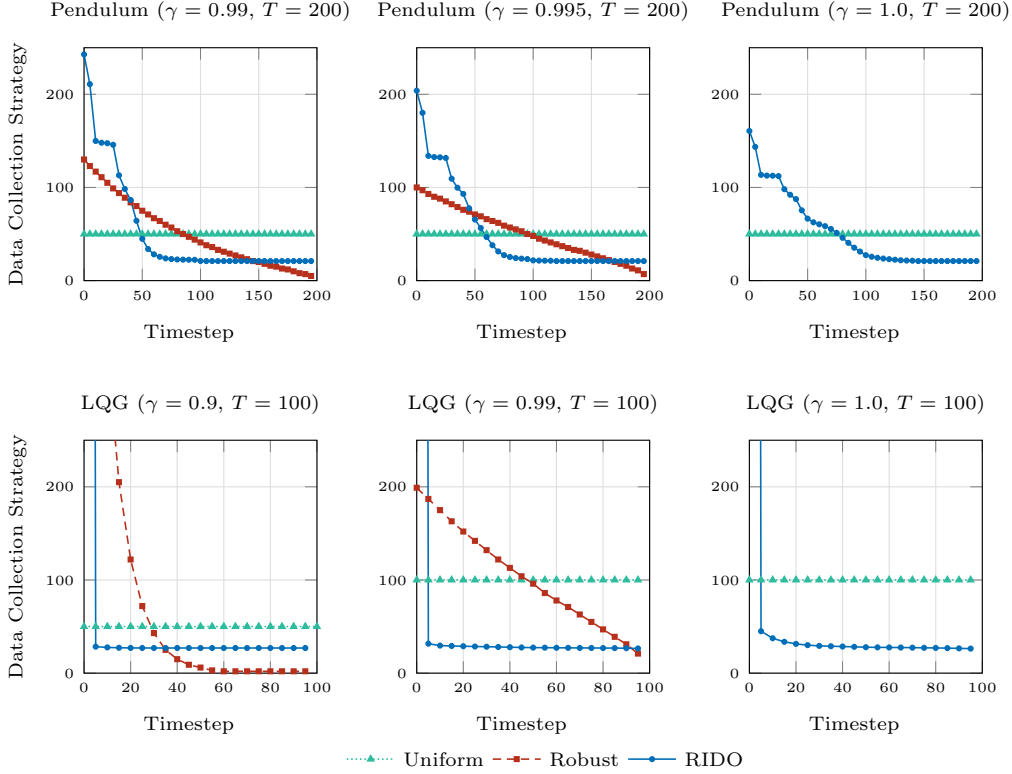 Pendulum (γ = 0.99, T = 200)
Pendulum (γ = 0.995, T = 200)
Pendulum (γ = 1.0, T = 200)
Data Collection Strategy
200
100
0
0 50 100 150 200
Timestep
200
100
0
0 50 100 150 200
Timestep
200
100
0
0 50 100 150 200
Timestep
LQG (γ = 0.9, T = 100)
LQG (γ = 0.99, T = 100)
LQG (γ = 1.0, T = 100)
Data Collection Strategy
200
100
0
0 20 40 60 80 100
Timestep
200
100
0
0 20 40 60 80 100
Timestep
200
100
0
0 20 40 60 80 100
Timestep
Uniform Robust RIDO